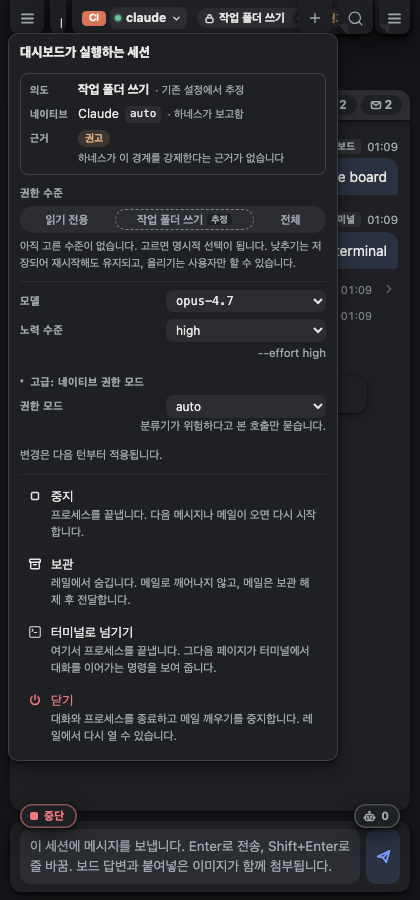 CI claude 작업 폴더 쓰기
대시보드가 실행하는 세션
2 2
의도 작업 폴더 쓰기 · 기존 설정에서 추정
네이티브 Claude auto · 하네스가 보고함
근거 권고
하네스가 이 경계를 강제한다는 근거가 없습니다
보드 01:09
e board
권한 수준
읽기 전용 작업 폴더 쓰기 추정 전체
미널 01:09
아직 고른 수준이 없습니다. 고르면 명시적 선택이 됩니다. 낮추기는 저
장되어 재시작해도 유지되고, 올리기는 사용자만 할 수 있습니다.
terminal
01:09
모델 opus-4.7
01:09
노력 수준 high
--effort high
고급: 네이티브 권한 모드
권한 모드 auto
분류기가 위험하다고 본 호출만 묻습니다.
변경은 다음 턴부터 적용됩니다.
중지
프로세스를 끝냅니다. 다음 메시지나 메일이 오면 다시 시작
합니다.
보관
레일에서 숨깁니다. 메일로 깨어나지 않고, 메일은 보관 해
제 후 전달합니다.
터미널로 넘기기
여기서 프로세스를 끝냅니다. 그다음 페이지가 터미널에서
대화를 이어가는 명령을 보여 줍니다.
닫기
대화와 프로세스를 종료하고 메일 깨우기를 중지합니다. 레
일에서 다시 열 수 있습니다.
중단 0
이 세션에 메시지를 보냅니다. Enter로 전송, Shift+Enter로
줄 바꿈. 보드 답변과 붙여넣은 이미지가 함께 첨부됩니다.